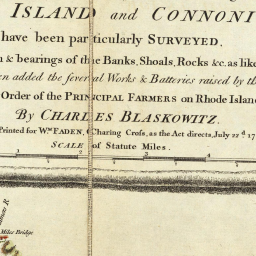 ISLAND and CONNONI
have been particularly SURVEYED,
& bearings of the Banks, Shoals, Rocks &c. as like
en added the several Works & Batteries raised by th
Order of the PRINCIPAL FARMERS on Rhode Islan
By CHARLES BLASKOWITZ.
Printed for Wm. FADEN, Charing Cross, as the Act directs, July 22d. 17
SCALE of Statute Miles.
1 2 3 4 5
Miles Bridge